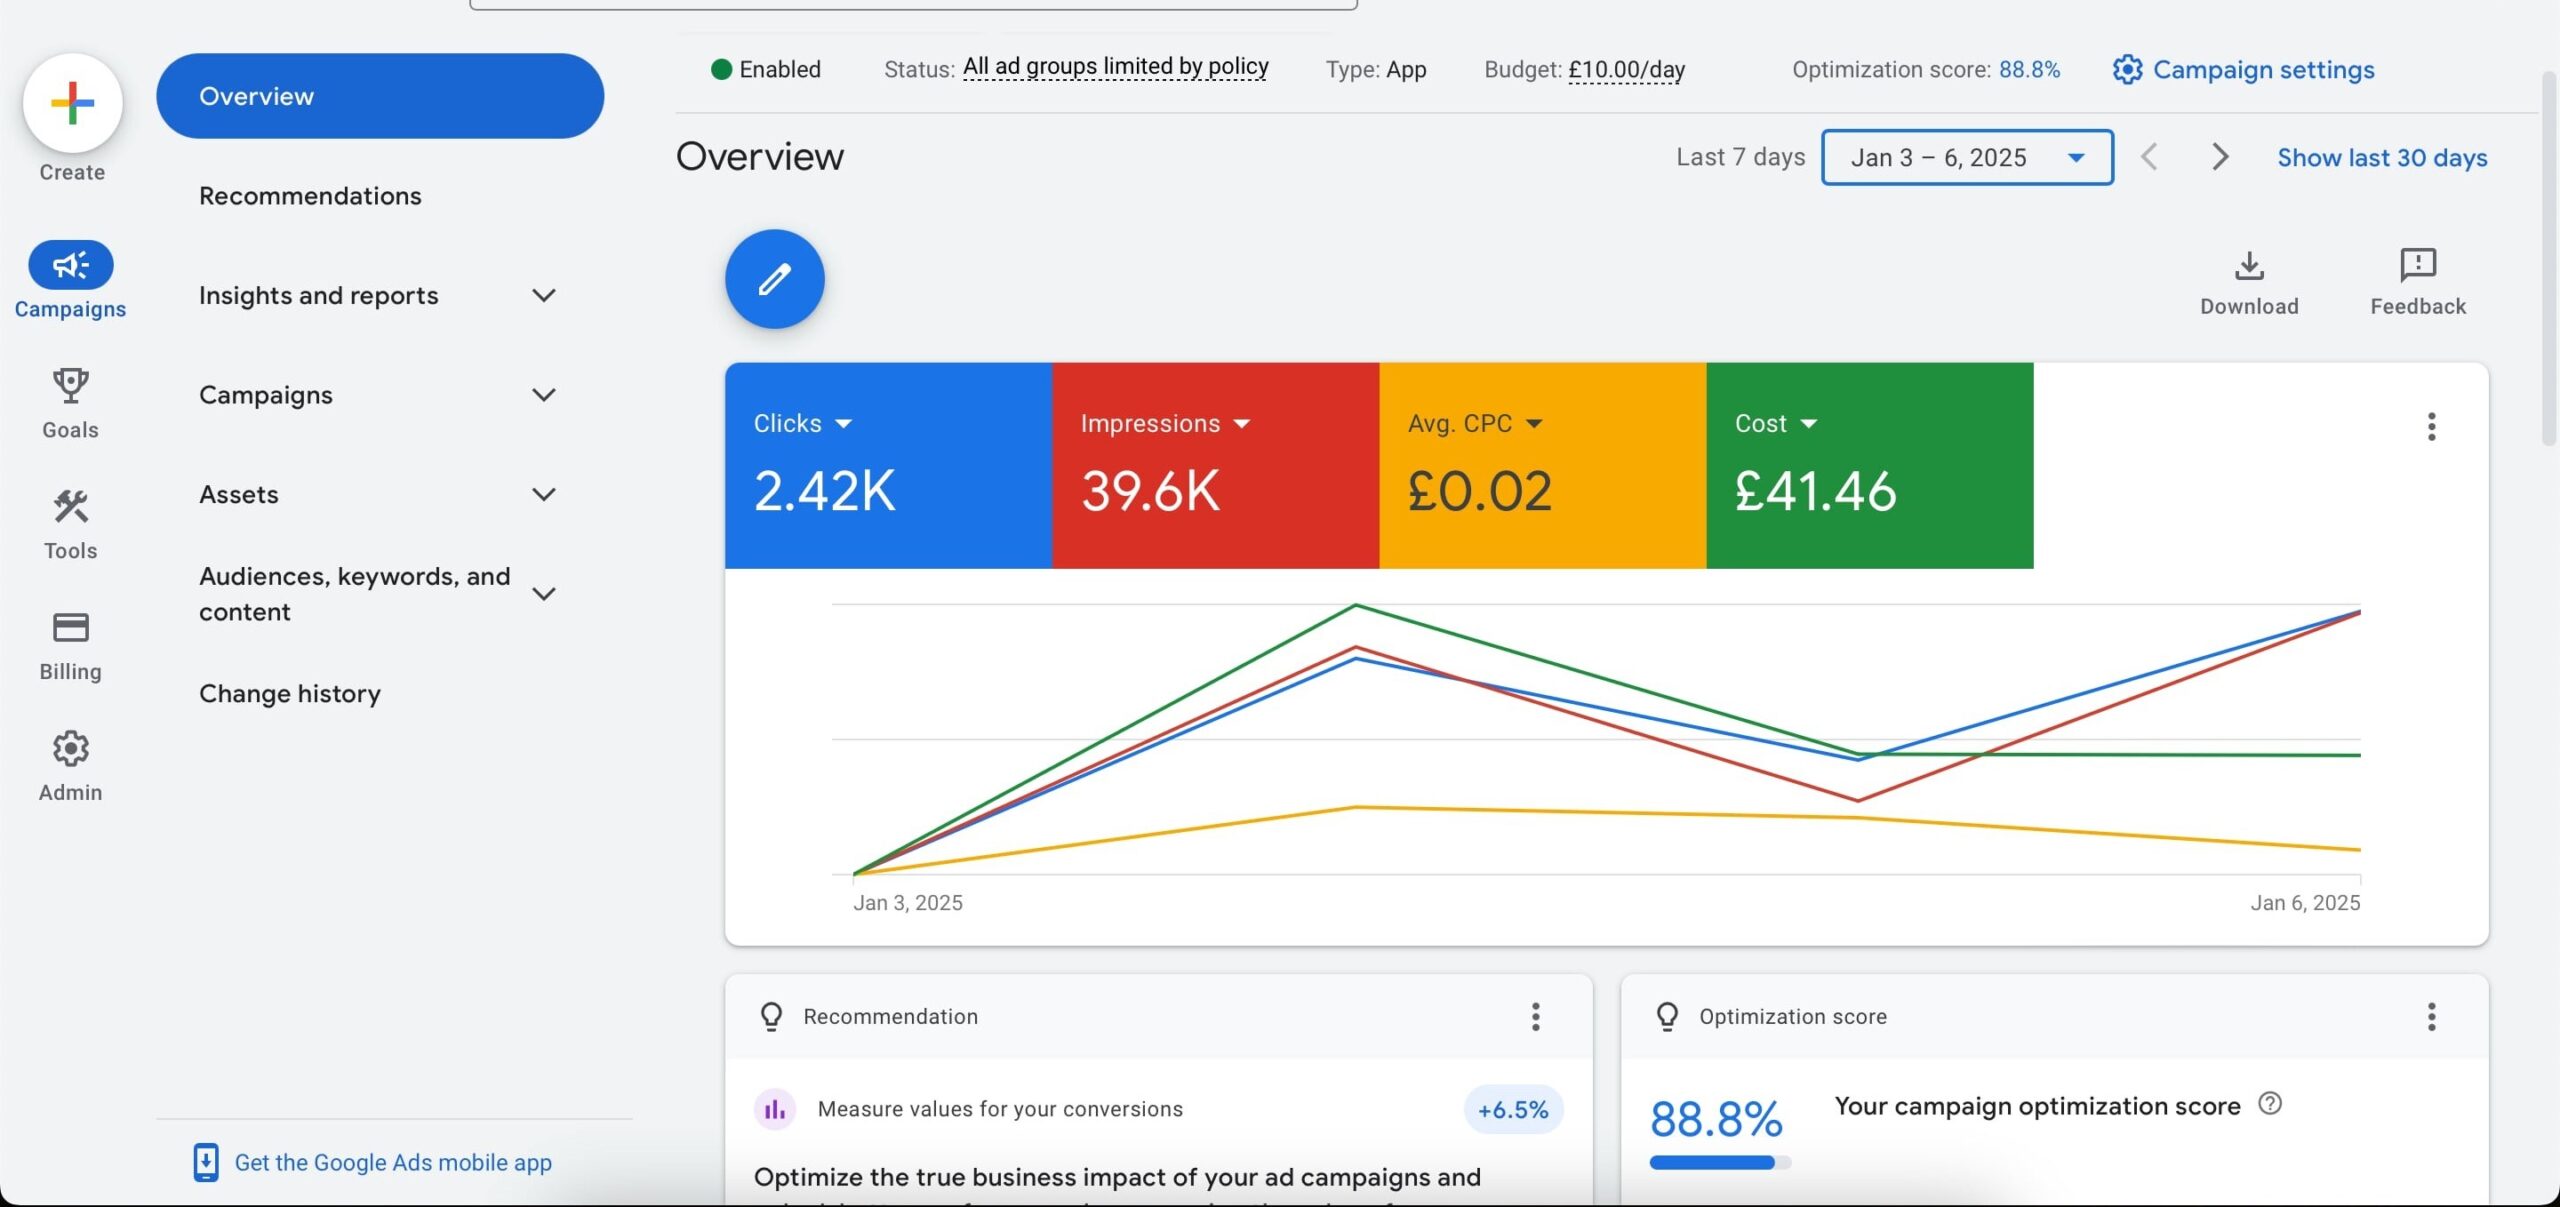 Enabled
Status: All ad groups limited by policy
Type: App
Budget: £10.00/day
Optimization score: 88.8%
Campaign settings
Create
Campaigns
Goals
Tools
Billing
Admin
Overview
Recommendations
Insights and reports
Campaigns
Assets
Audiences, keywords, and
content
Change history
Get the Google Ads mobile app
Overview
Last 7 days
Jan 3 – 6, 2025
Show last 30 days
Download
Feedback
Clicks
2.42K
Impressions
39.6K
Avg. CPC
£0.02
Cost
£41.46
Jan 3, 2025
Jan 6, 2025
Recommendation
Measure values for your conversions
+6.5%
Optimize the true business impact of your ad campaigns and
Optimization score
88.8%
Your campaign optimization score